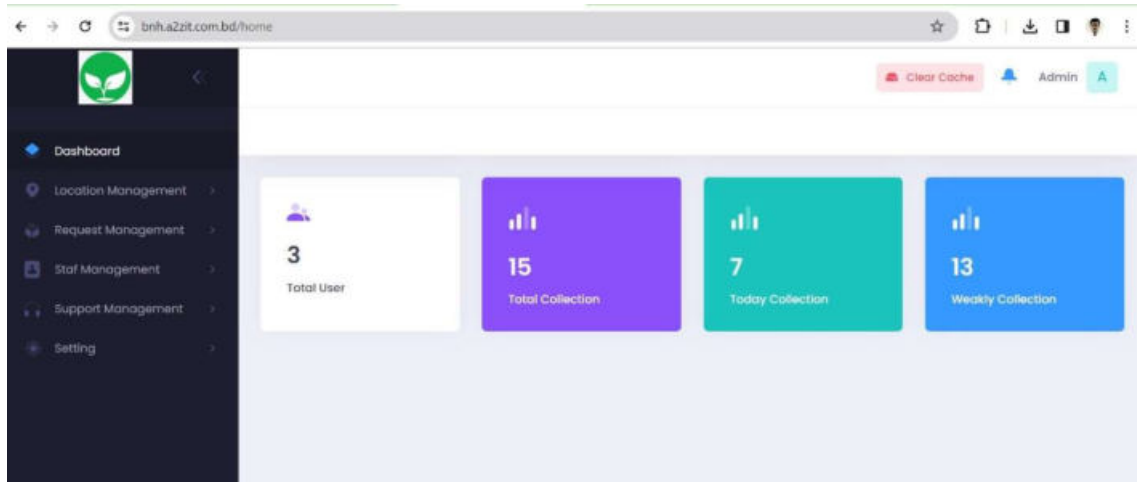 bnh.a2zit.com.bd/home
Clear Cache
Admin
A
Dashboard
Location Management
Request Management
Staf Management
Support Management
Setting
3
Total User
15
Total Collection
7
Today Collection
13
Weakly Collection